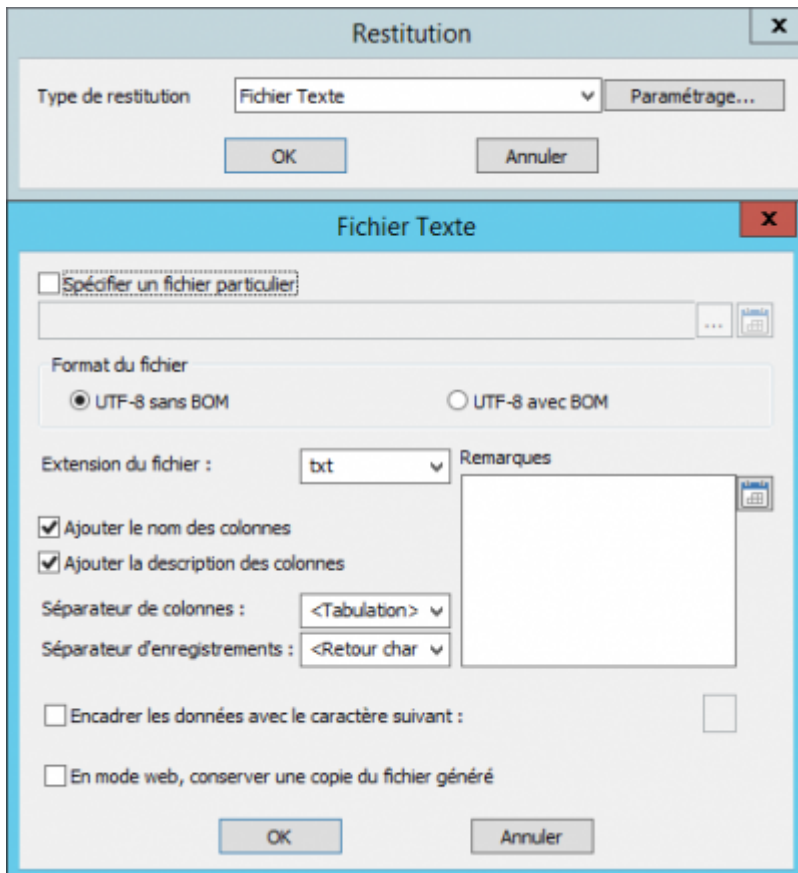 Restitution
x
Type de restitution
Fichier Texte
Paramétrage...
OK
Annuler
Fichier Texte
x
Spécifier un fichier particulier
...
Format du fichier
UTF-8 sans BOM
UTF-8 avec BOM
Extension du fichier :
txt
Remarques
Ajouter le nom des colonnes
Ajouter la description des colonnes
Séparateur de colonnes :
<Tabulation>
Séparateur d'enregistrements :
<Retour char
Encadrer les données avec le caractère suivant :
En mode web, conserver une copie du fichier généré
OK
Annuler